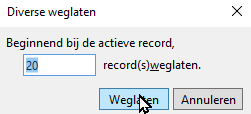 Diverse weglaten
Beginnend bij de actieve record,
20 record(s)weglaten.
Weglaten Annuleren